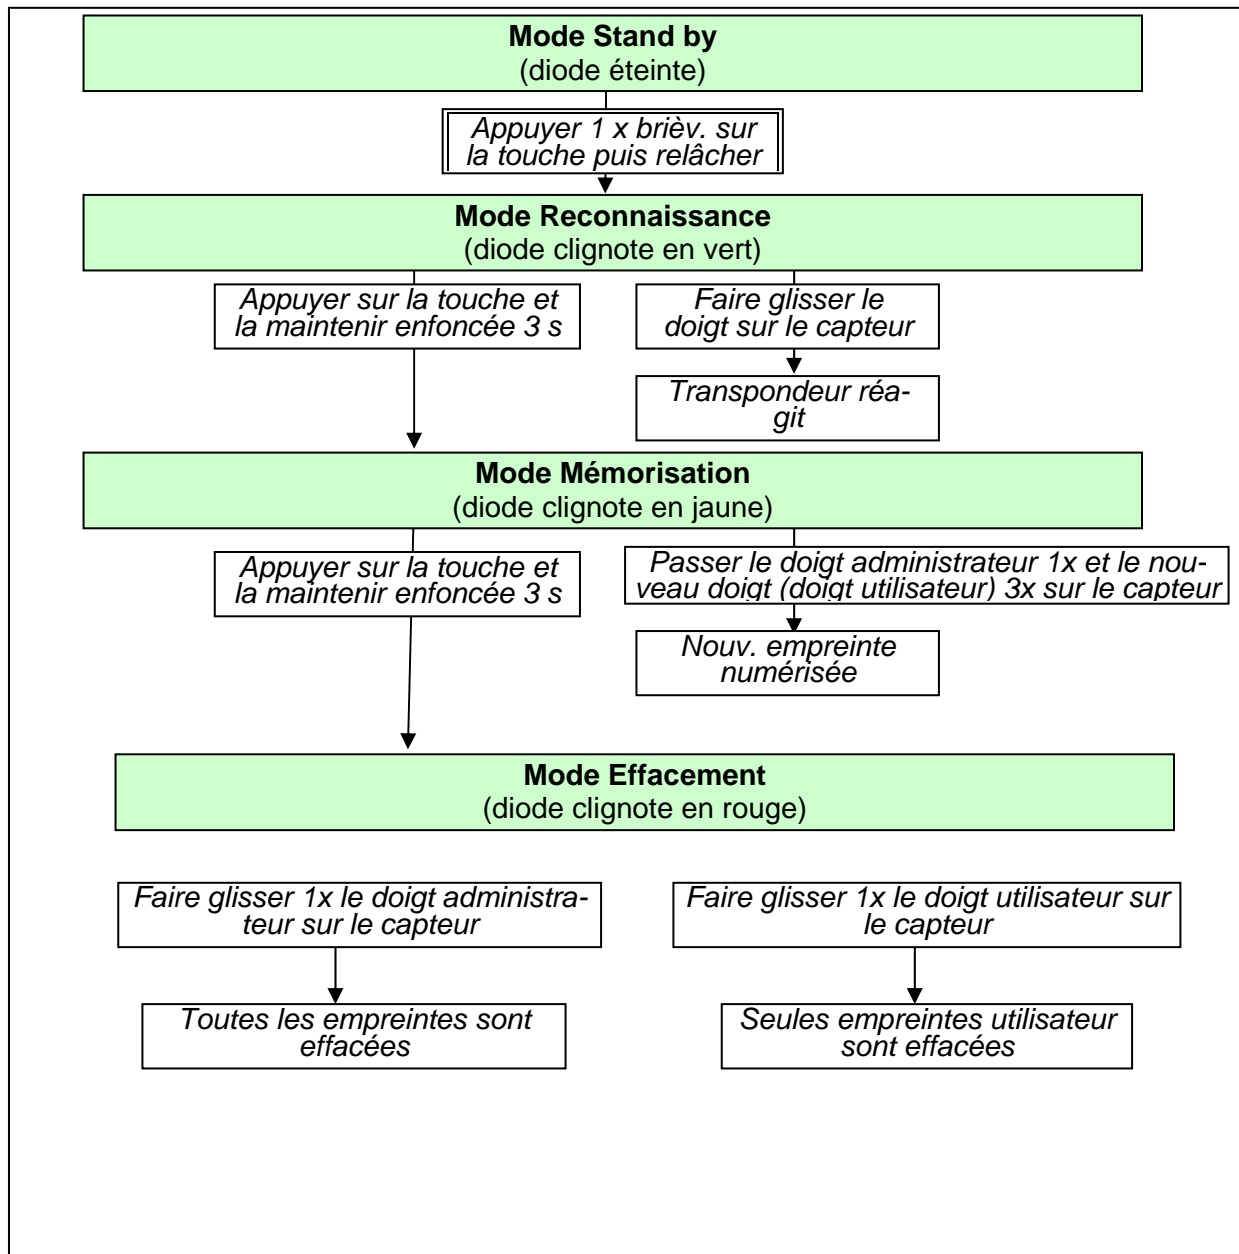 Mode Stand by
(diode éteinte)
Appuyer 1 x brièv. sur
la touche puis relâcher
Mode Reconnaissance
(diode clignote en vert)
Appuyer sur la touche et
la maintenir enfoncée 3 s
Faire glisser le
doigt sur le capteur
Transpondeur réa-
git
Mode Mémorisation
(diode clignote en jaune)
Appuyer sur la touche et
la maintenir enfoncée 3 s
Passer le doigt administrateur 1x et le nou-
veau doigt (doigt utilisateur) 3x sur le capteur
Nouv. empreinte
numérisée
Mode Effacement
(diode clignote en rouge)
Faire glisser 1x le doigt administra-
teur sur le capteur
Faire glisser 1x le doigt utilisateur sur
le capteur
Toutes les empreintes sont
effacées
Seules empreintes utilisateur
sont effacées